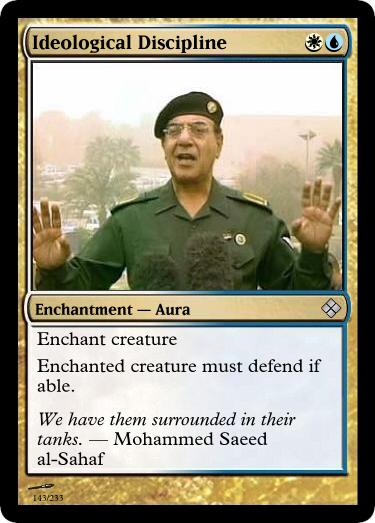 Ideological Discipline
Enchantment — Aura
Enchant creature
Enchanted creature must defend if
able.
We have them surrounded in their
tanks. — Mohammed Saeed
al-Sahaf
143/233